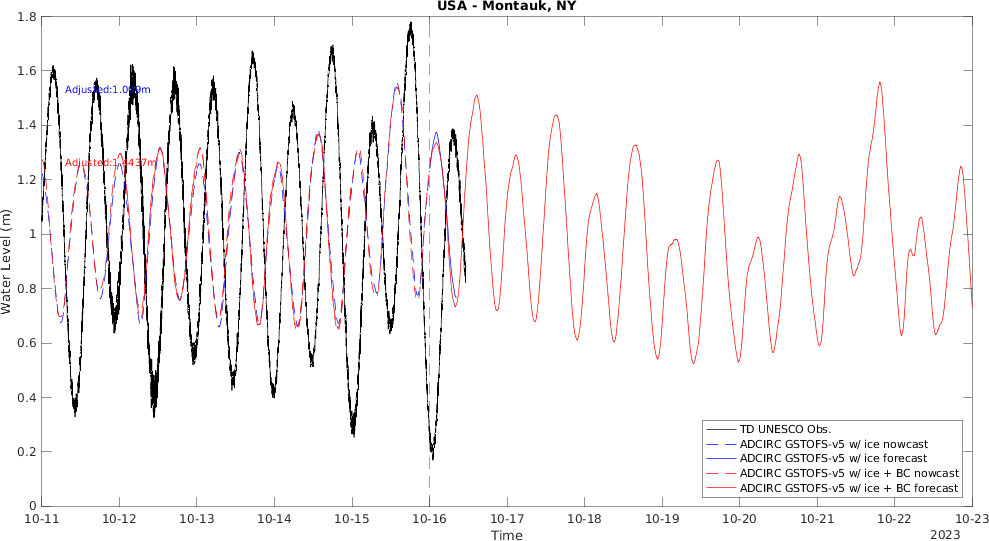 USA - Montauk, NY
1.8
1.6
1.4
1.2
1
0.8
0.6
0.4
0.2
0
Water Level (m)
TD UNESCO Obs.
ADCIRC GSTOFS-v5 w/ ice nowcast
ADCIRC GSTOFS-v5 w/ ice forecast
ADCIRC GSTOFS-v5 w/ ice + BC nowcast
ADCIRC GSTOFS-v5 w/ ice + BC forecast
10-11 10-12 10-13 10-14 10-15 10-16 10-17 10-18 10-19 10-20 10-21 10-22 10-23
Time
2023